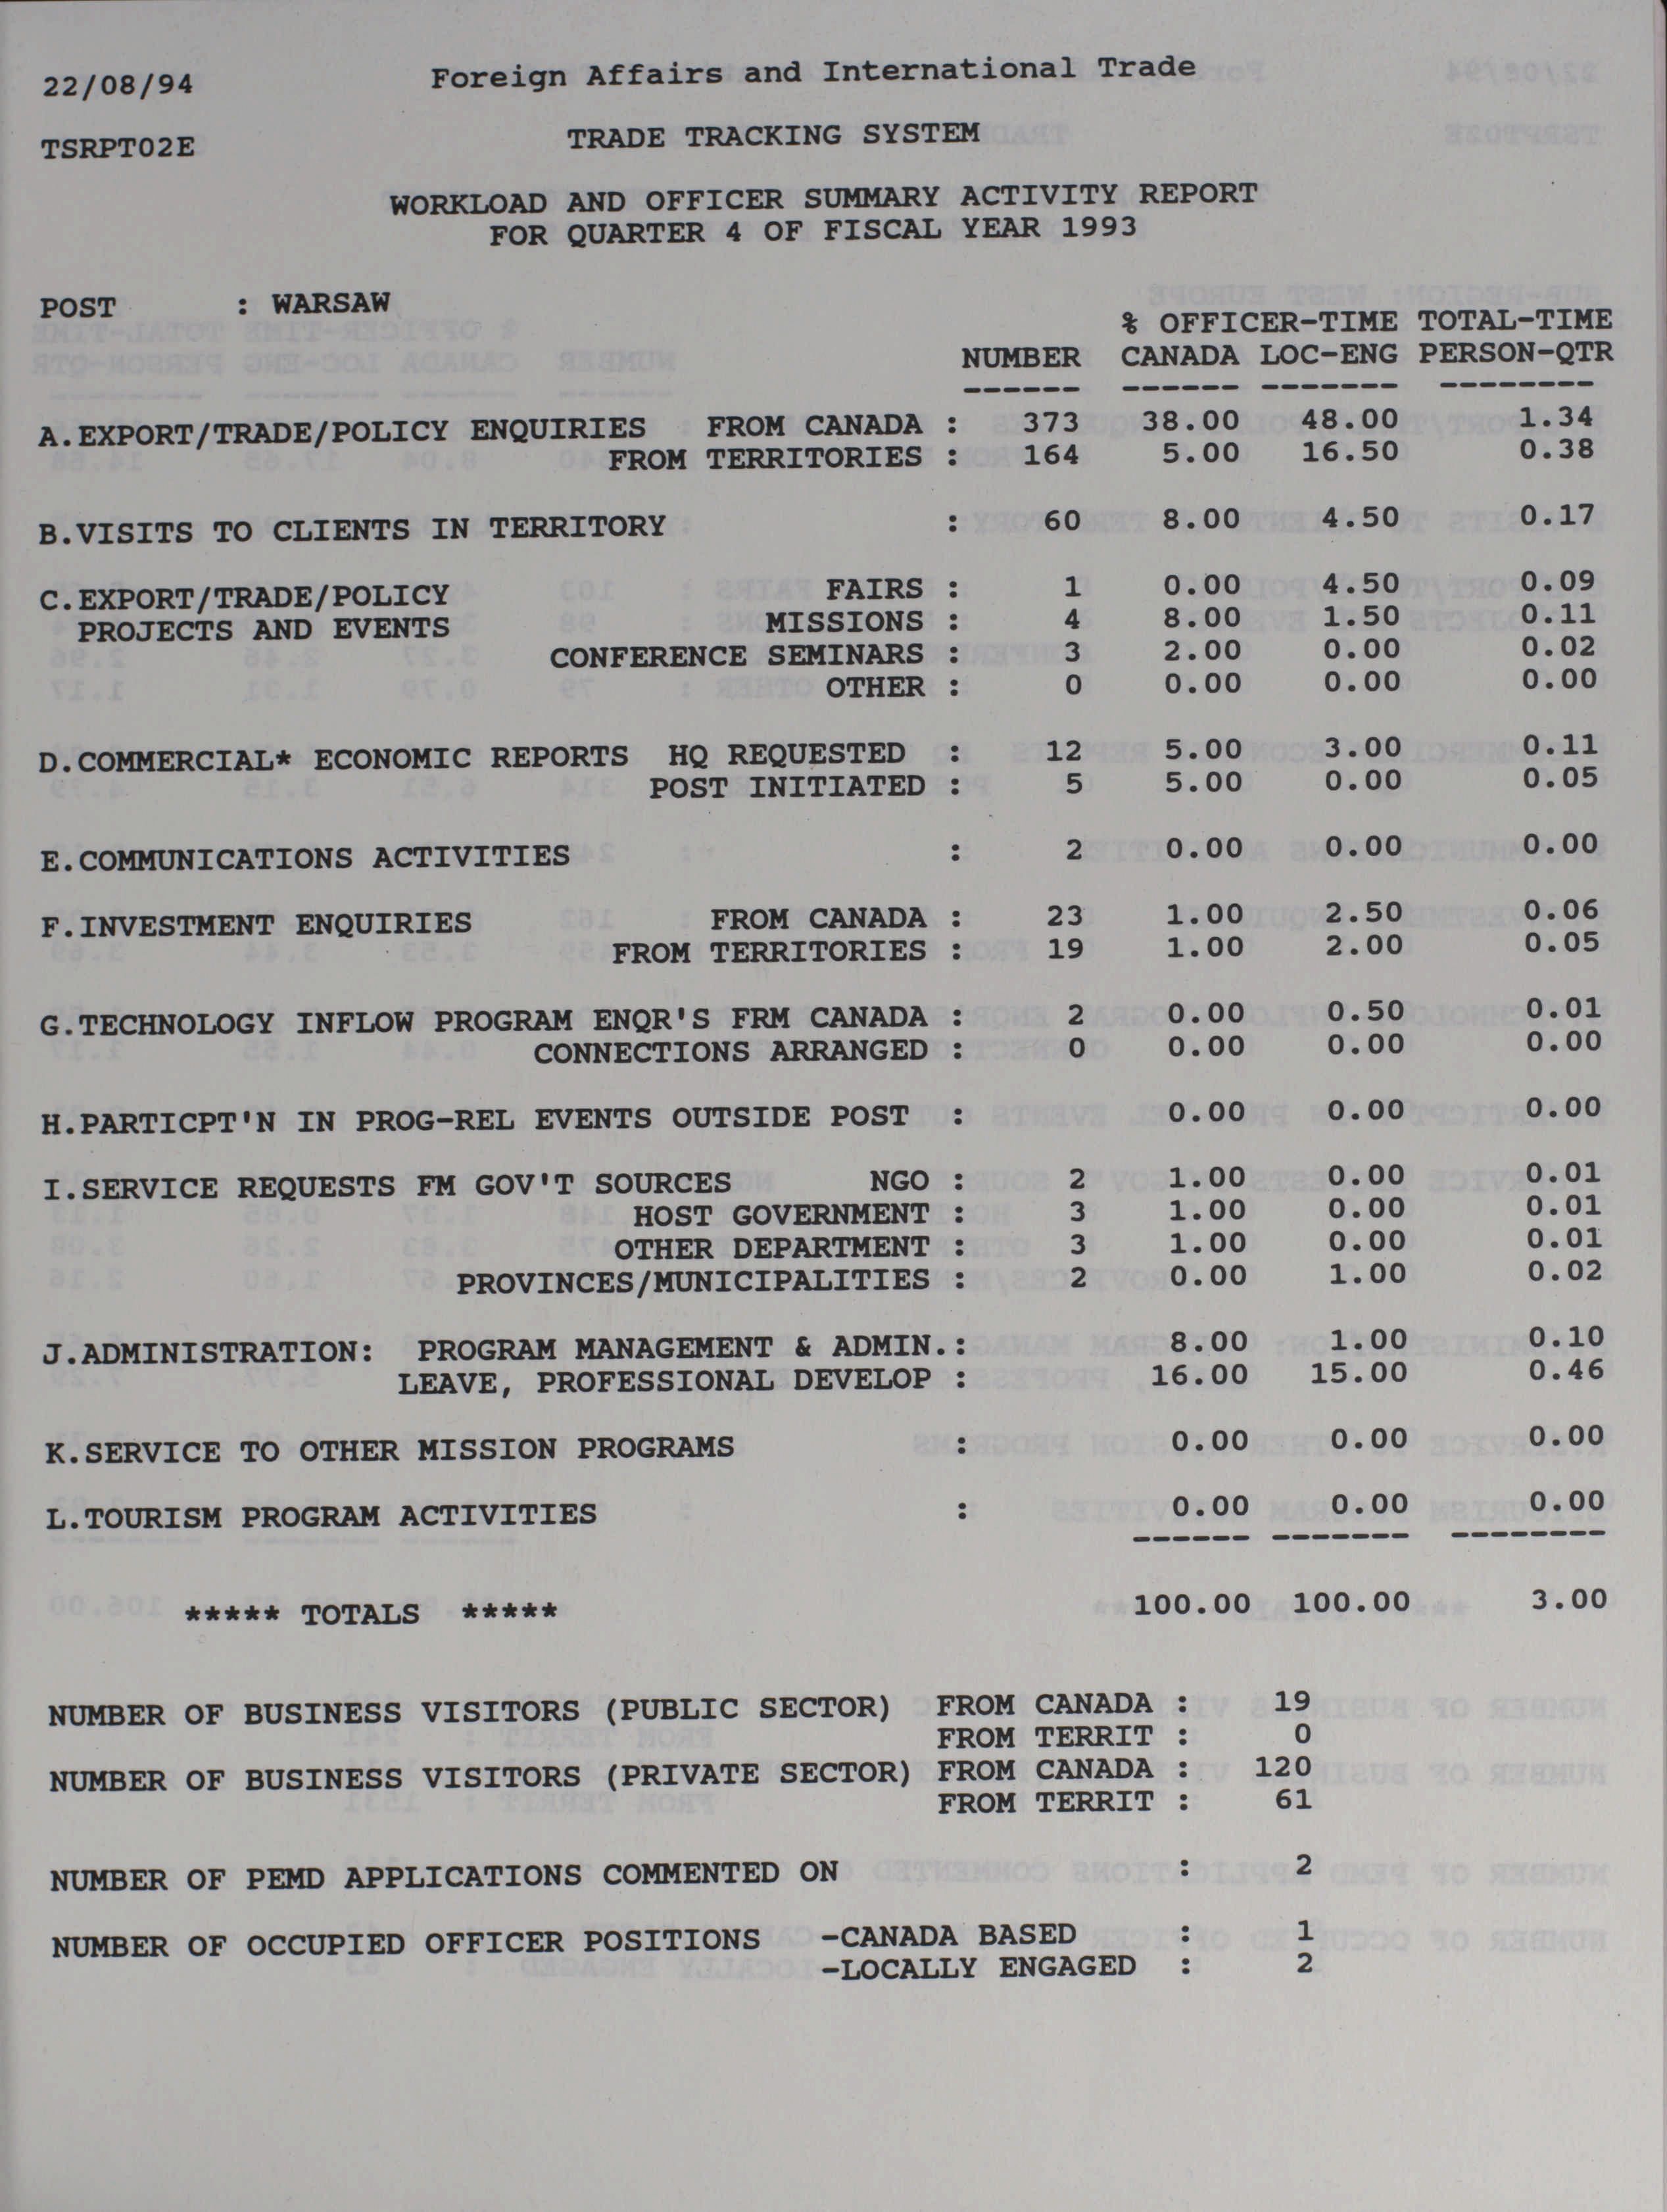 22/08/94 Foreign Affairs and International Trade
TSRPT02E TRADE TRACKING SYSTEM
WORKLOAD AND OFFICER SUMMARY ACTIVITY REPORT
FOR QUARTER 4 OF FISCAL YEAR 1993
POST : WARSAW
% OFFICER-TIME TOTAL-TIME
NUMBER CANADA LOC-ENG PERSON-QTR
------ ------ ------- --------
A.EXPORT/TRADE/POLICY ENQUIRIES FROM CANADA : 373 38.00 48.00 1.34
FROM TERRITORIES : 164 5.00 16.50 0.38
B.VISITS TO CLIENTS IN TERRITORY : 60 8.00 4.50 0.17
C.EXPORT/TRADE/POLICY FAIRS : 1 0.00 4.50 0.09
PROJECTS AND EVENTS MISSIONS : 4 8.00 1.50 0.11
CONFERENCE SEMINARS : 3 2.00 0.00 0.02
OTHER : 0 0.00 0.00 0.00
D.COMMERCIAL* ECONOMIC REPORTS HQ REQUESTED : 12 5.00 3.00 0.11
POST INITIATED : 5 5.00 0.00 0.05
E.COMMUNICATIONS ACTIVITIES : 2 0.00 0.00 0.00
F.INVESTMENT ENQUIRIES FROM CANADA : 23 1.00 2.50 0.06
FROM TERRITORIES : 19 1.00 2.00 0.05
G.TECHNOLOGY INFLOW PROGRAM ENQR'S FRM CANADA : 2 0.00 0.50 0.01
CONNECTIONS ARRANGED : 0 0.00 0.00 0.00
H.PARTICPT'N IN PROG-REL EVENTS OUTSIDE POST : 0.00 0.00 0.00
I.SERVICE REQUESTS FM GOV'T SOURCES NGO : 2 1.00 0.00 0.01
HOST GOVERNMENT : 3 1.00 0.00 0.01
OTHER DEPARTMENT : 3 1.00 0.00 0.01
PROVINCES/MUNICIPALITIES : 2 0.00 1.00 0.02
J.ADMINISTRATION: PROGRAM MANAGEMENT & ADMIN.: 8.00 1.00 0.10
LEAVE, PROFESSIONAL DEVELOP : 16.00 15.00 0.46
K.SERVICE TO OTHER MISSION PROGRAMS : 0.00 0.00 0.00
L.TOURISM PROGRAM ACTIVITIES : 0.00 0.00 0.00
------ ------- --------
***** TOTALS ***** 100.00 100.00 3.00
NUMBER OF BUSINESS VISITORS (PUBLIC SECTOR) FROM CANADA : 19
FROM TERRIT : 0
NUMBER OF BUSINESS VISITORS (PRIVATE SECTOR) FROM CANADA : 120
FROM TERRIT : 61
NUMBER OF PEMD APPLICATIONS COMMENTED ON : 2
NUMBER OF OCCUPIED OFFICER POSITIONS -CANADA BASED : 1
-LOCALLY ENGAGED : 2